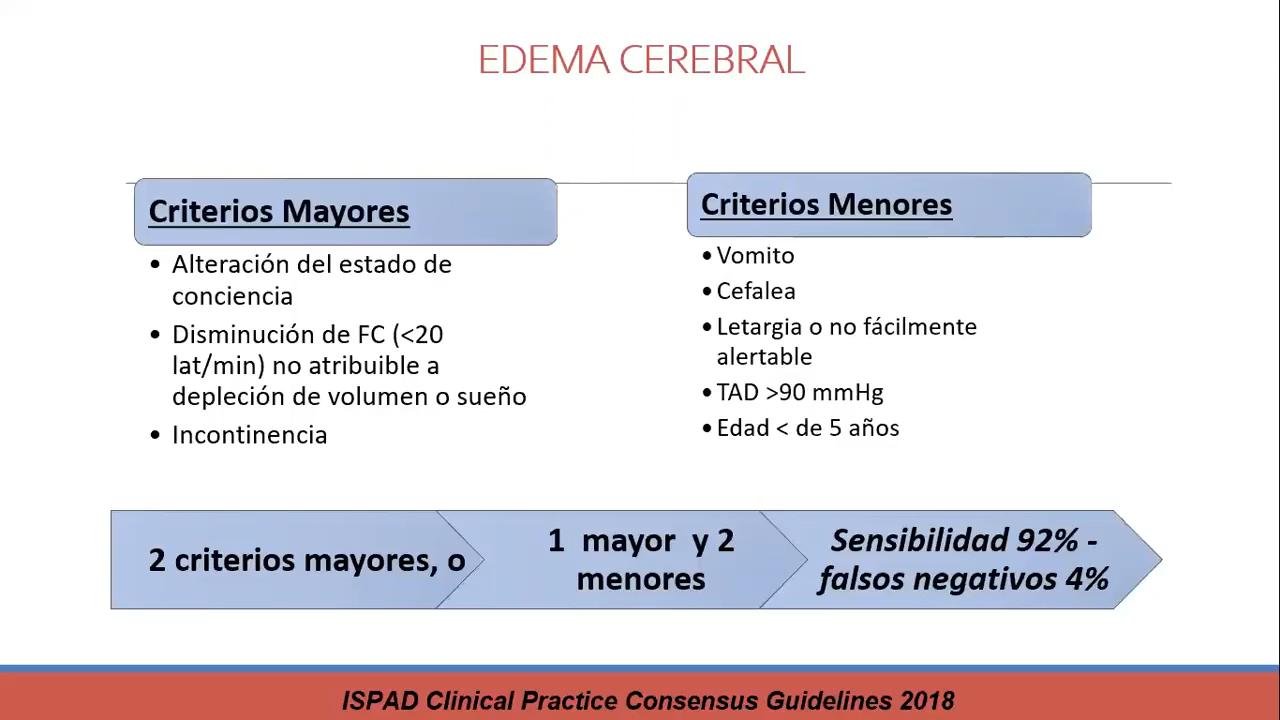 EDEMA CEREBRAL
Criterios Mayores
• Alteración del estado de
conciencia
• Disminución de FC (<20
lat/min) no atribuible a
depleción de volumen o sueño
• Incontinencia
Criterios Menores
• Vomito
• Cefalea
• Letargia o no fácilmente
alertable
• TAD >90 mmHg
• Edad < de 5 años
2 criterios mayores, o
1 mayor y 2
menores
Sensibilidad 92% -
falsos negativos 4%
ISPAD Clinical Practice Consensus Guidelines 2018